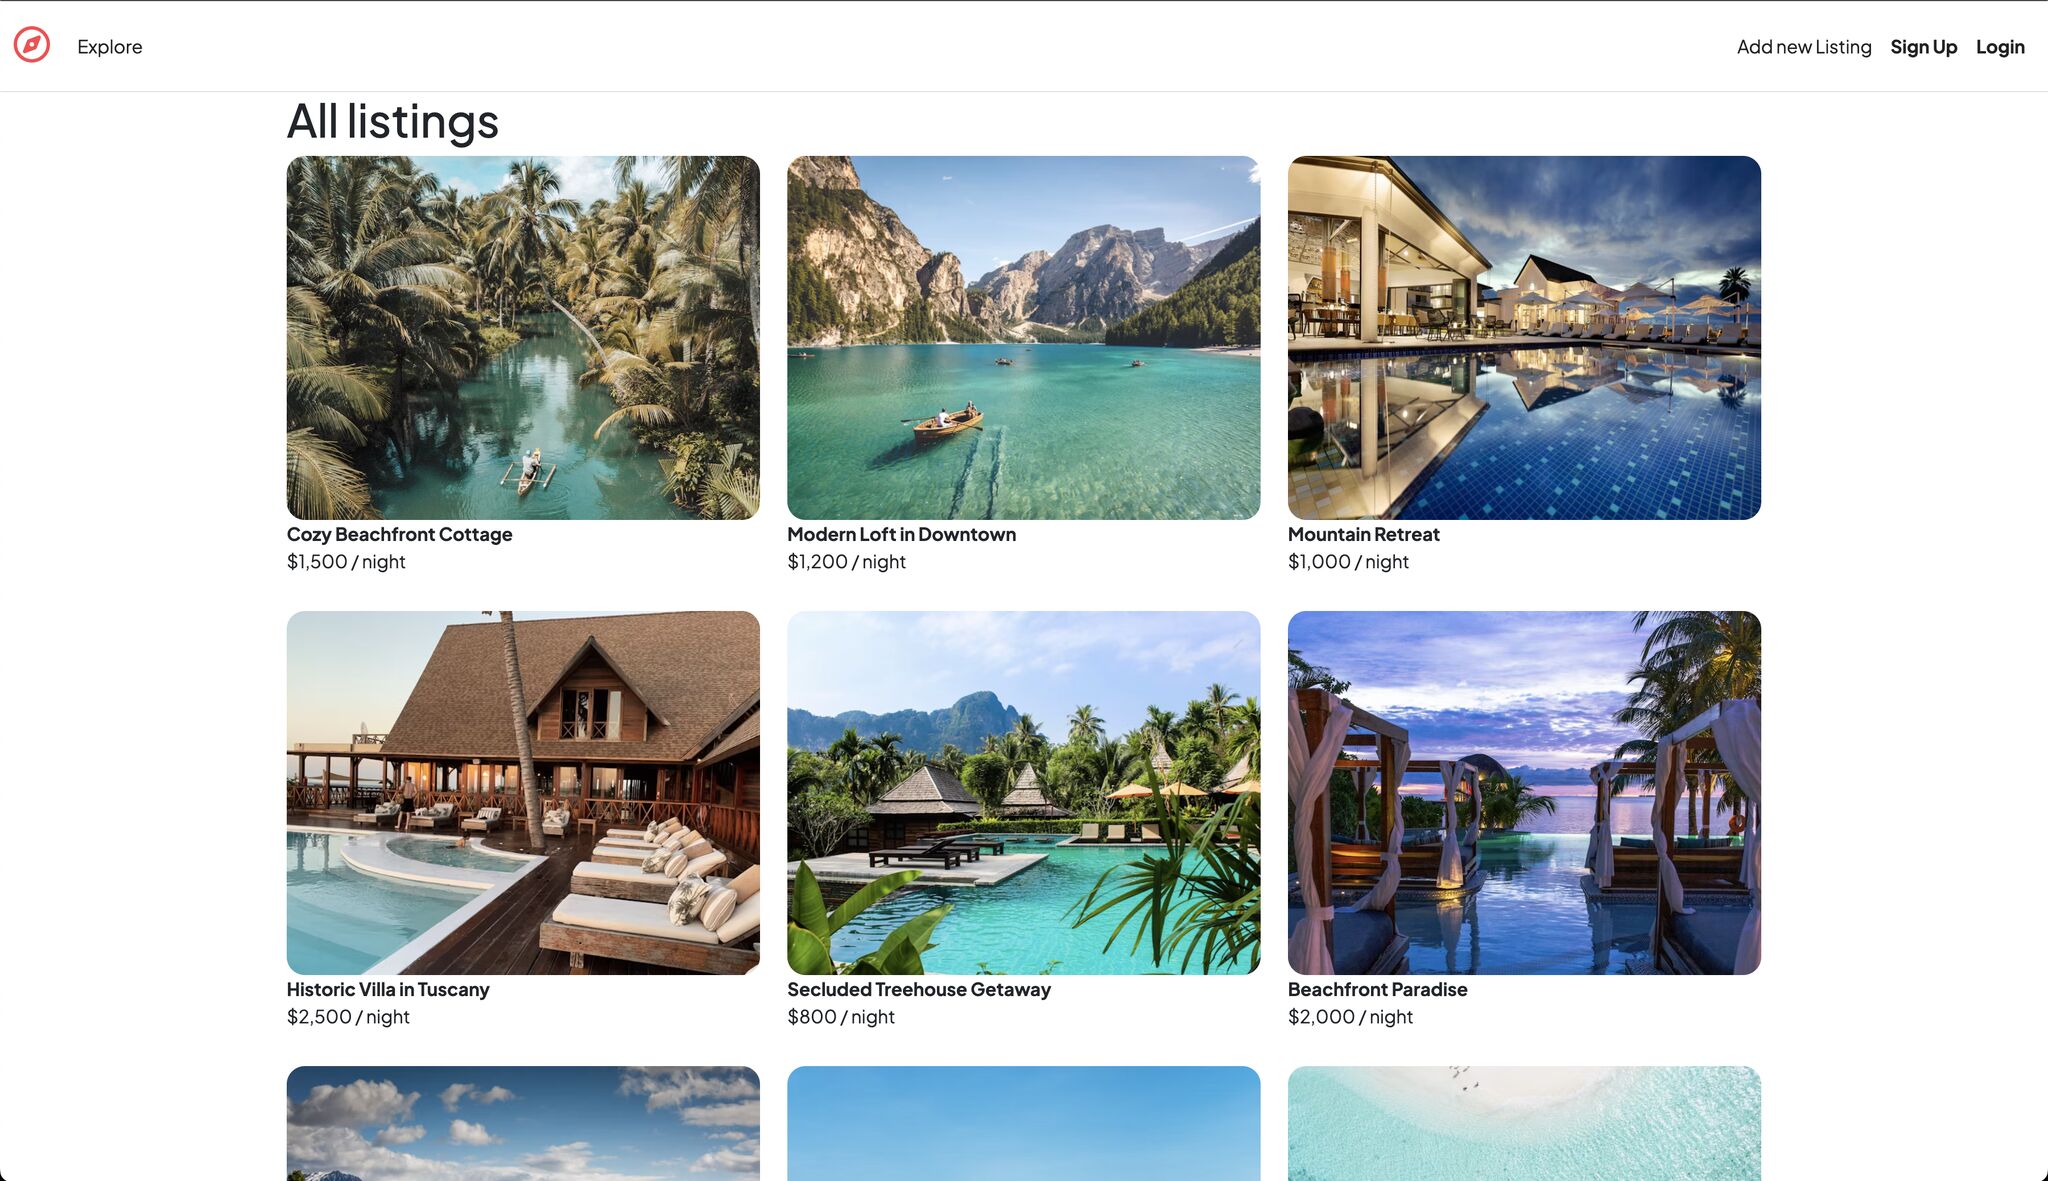 Explore
Add new Listing
Sign Up
Login
All listings
Cozy Beachfront Cottage
$1,500 / night
Modern Loft in Downtown
$1,200 / night
Mountain Retreat
$1,000 / night
Historic Villa in Tuscany
$2,500 / night
Secluded Treehouse Getaway
$800 / night
Beachfront Paradise
$2,000 / night